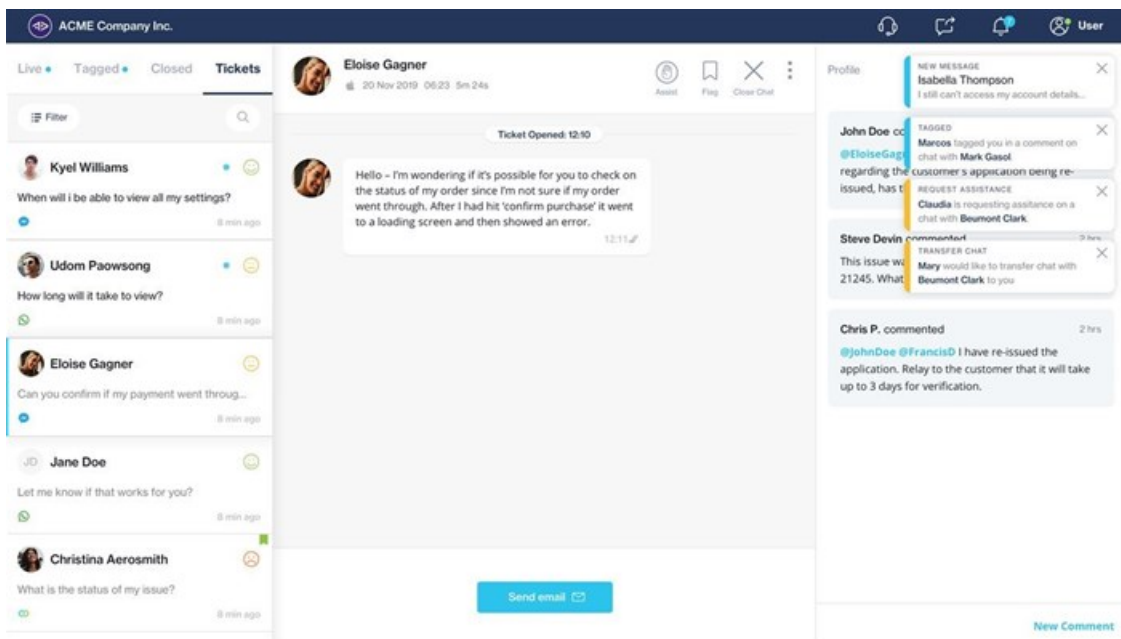 ACME Company Inc.
User
Live
Tagged
Closed
Tickets
Filter
Kyel Williams
When will i be able to view all my settings?
8 min ago
Udom Paowsong
How long will it take to view?
8 min ago
Eloise Gagner
Can you confirm if my payment went throug...
8 min ago
JD
Jane Doe
Let me know if that works for you?
8 min ago
Christina Aerosmith
What is the status of my issue?
8 min ago
Eloise Gagner
20 Nov 2019 06:23 5m 24s
Assist
Flag
Close Chat
Ticket Opened: 12:10
Hello – I'm wondering if it's possible for you to check on
the status of my order since I'm not sure if my order
went through. After I had hit 'confirm purchase' it went
to a loading screen and then showed an error.
12:11
Send email
Profile
NEW MESSAGE
Isabella Thompson
I still can't access my account details...
John Doe
TAGGED
Marcos tagged you in a comment on
chat with Mark Gasol.
regarding the customer's application being re-
issued, has
REQUEST ASSISTANCE
Claudia is requesting assitance on a
chat with Beumont Clark.
Steve Devin commented
2 hrs
This issue
21245. What
TRANSFER CHAT
Mary would like to transfer chat with
Beumont Clark to you
Chris P. commented
2 hrs
@JohnDoe @FrancisD I have re-issued the
application. Relay to the customer that it will take
up to 3 days for verification.
New Comment